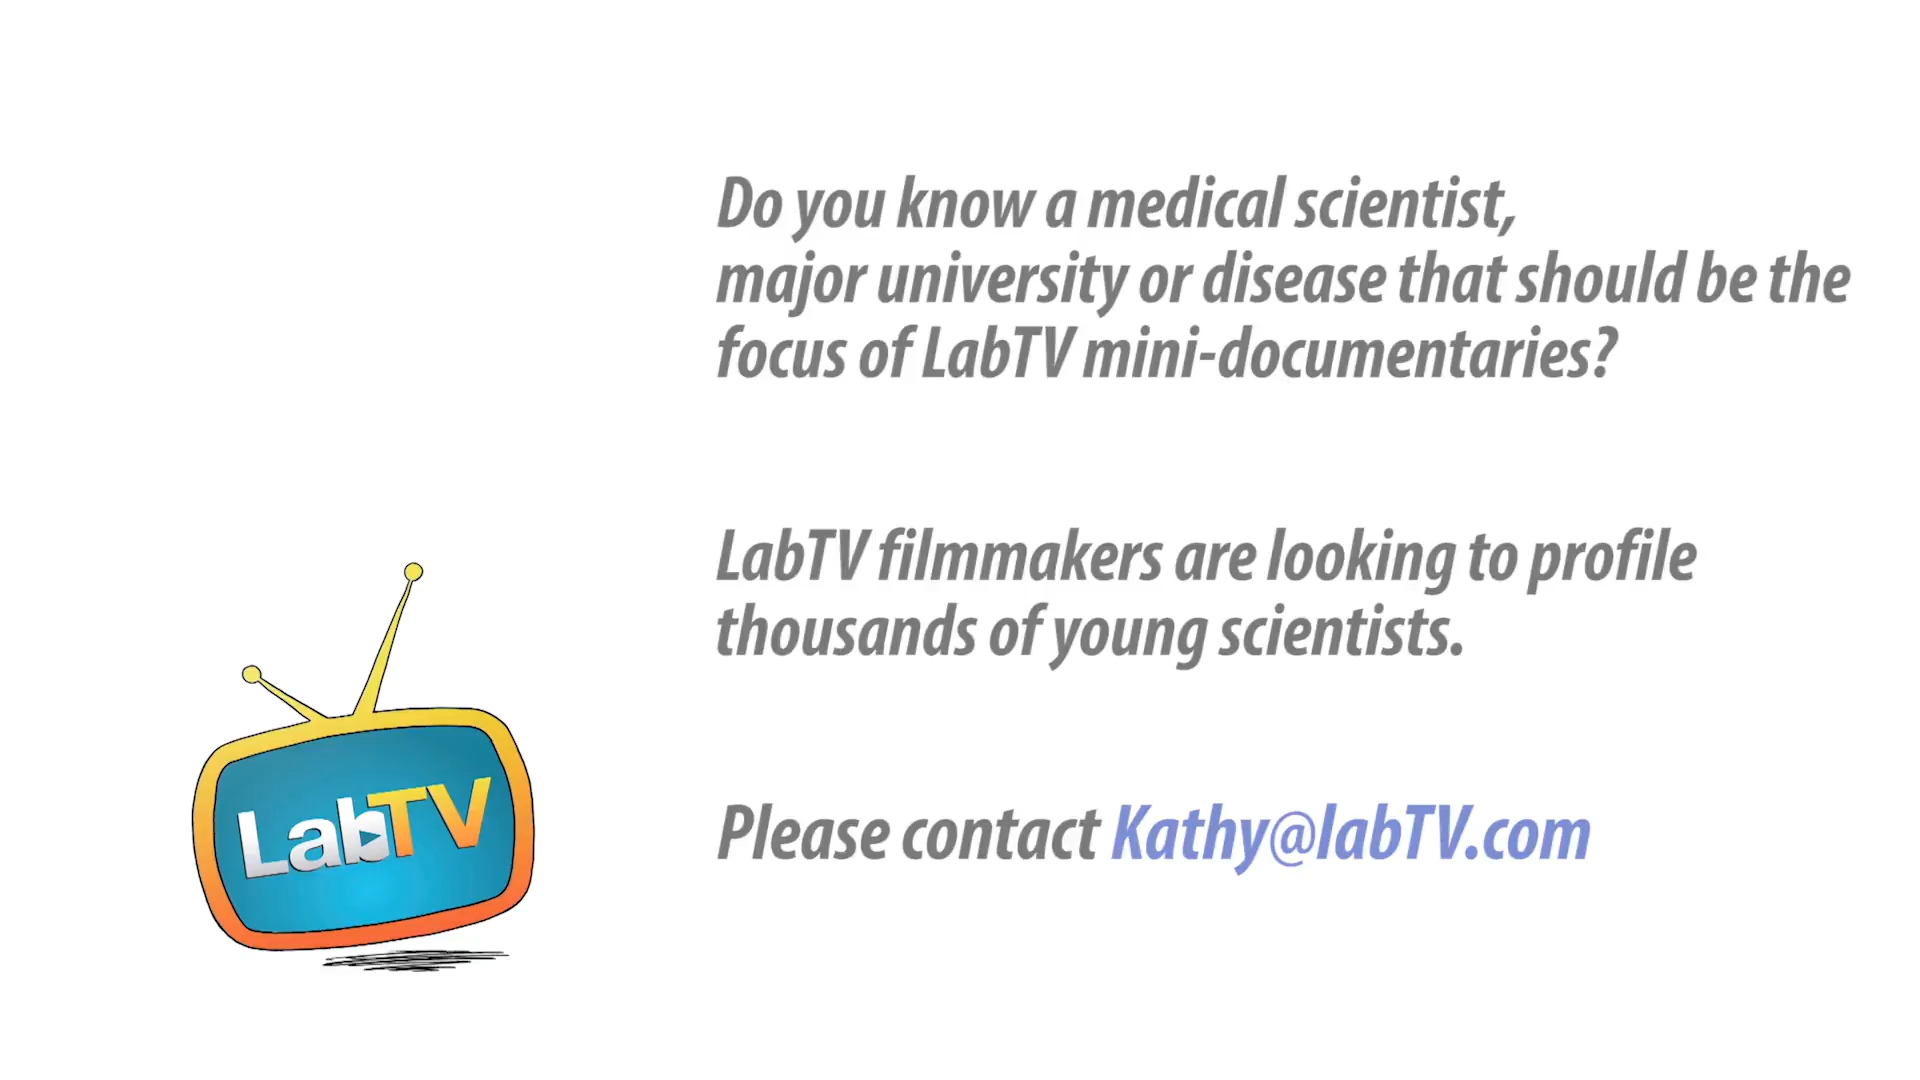 Do you know a medical scientist,
major university or disease that should be the
focus of LabTV mini-documentaries?
LabTV filmmakers are looking to profile
thousands of young scientists.
LabTV
Please contact Kathy@labTV.com